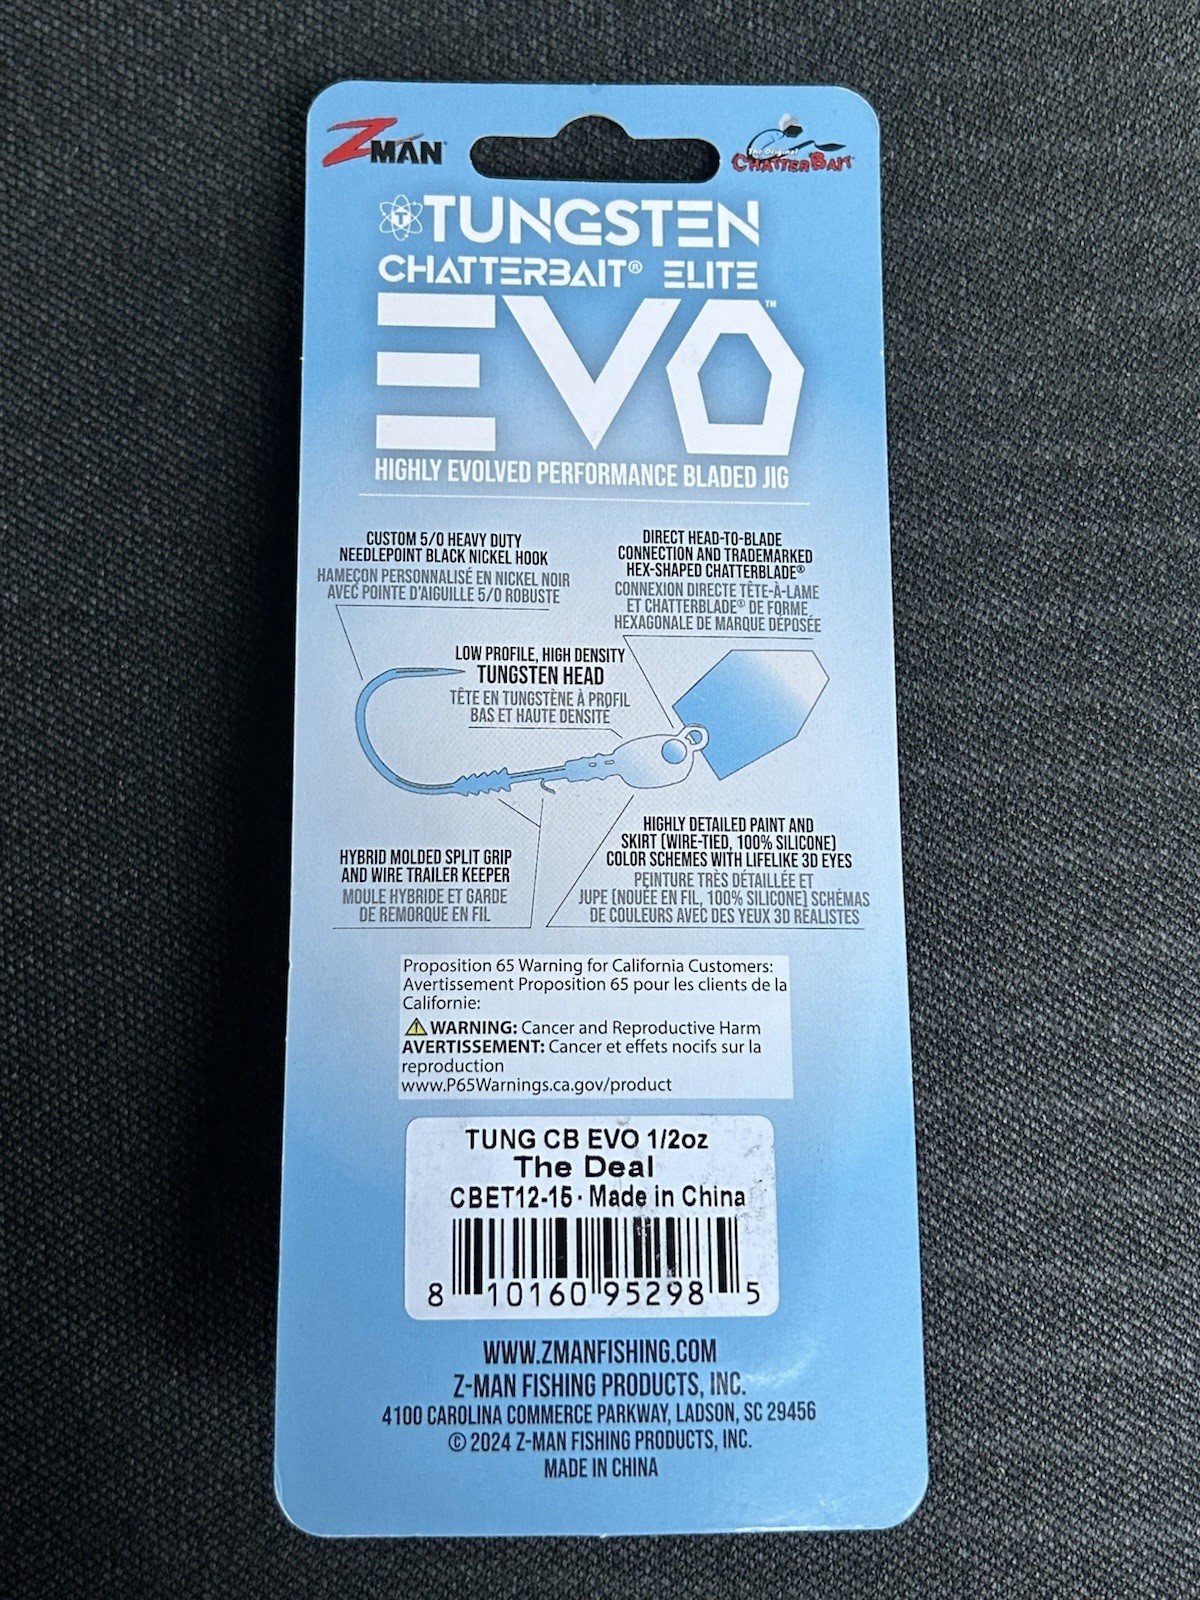 Z MAN
The Original
CHATTERBAIT
TUNGSTEN
CHATTERBAIT® ELITE
EVO™
HIGHLY EVOLVED PERFORMANCE BLADED JIG
CUSTOM 5/0 HEAVY DUTY
NEEDLEPOINT BLACK NICKEL HOOK
HAMEÇON PERSONNALISÉ EN NICKEL NOIR
AVEC POINTE D'AIGUILLE 5/0 ROBUSTE
DIRECT HEAD-TO-BLADE
CONNECTION AND TRADEMARKED
HEX-SHAPED CHATTERBLADE®
CONNEXION DIRECTE TÊTE-À-LAME
ET CHATTERBLADE® DE FORME
HEXAGONALE DE MARQUE DÉPOSÉE
LOW PROFILE, HIGH DENSITY
TUNGSTEN HEAD
TÊTE EN TUNGSTÈNE À PROFIL
BAS ET HAUTE DENSITÉ
HYBRID MOLDED SPLIT GRIP
AND WIRE TRAILER KEEPER
MOULE HYBRIDE ET GARDE
DE REMORQUE EN FIL
HIGHLY DETAILED PAINT AND
SKIRT (WIRE-TIED, 100% SILICONE)
COLOR SCHEMES WITH LIFELIKE 3D EYES
PEINTURE TRÈS DÉTAILLÉE ET
JUPE (NOUÉE EN FIL, 100% SILICONE) SCHÉMAS
DE COULEURS AVEC DES YEUX 3D RÉALISTES
Proposition 65 Warning for California Customers:
Avertissement Proposition 65 pour les clients de la
Californie:
WARNING: Cancer and Reproductive Harm
AVERTISSEMENT: Cancer et effets nocifs sur la
reproduction
www.P65Warnings.ca.gov/product
TUNG CB EVO 1/2oz
The Deal
CBET12-15 · Made in China
8 10160 95298 5
WWW.ZMANFISHING.COM
Z-MAN FISHING PRODUCTS, INC.
4100 CAROLINA COMMERCE PARKWAY, LADSON, SC 29456
© 2024 Z-MAN FISHING PRODUCTS, INC.
MADE IN CHINA